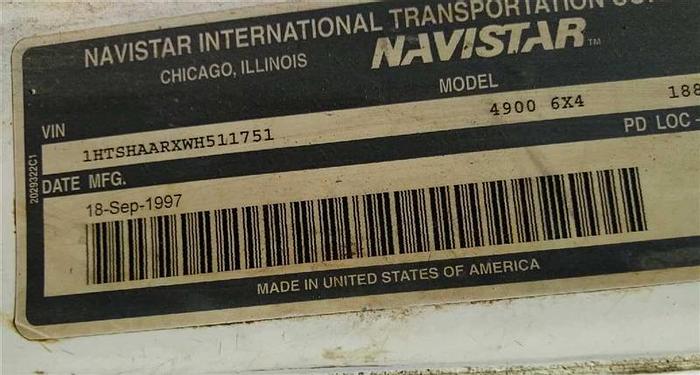 NAVISTAR INTERNATIONAL TRANSPORTATION
CHICAGO, ILLINOIS
NAVISTAR™
MODEL
VIN
1HTSHAARXWH511751
4900 6X4
188
PD LOC -
DATE MFG.
18-Sep-1997
2029322C1
MADE IN UNITED STATES OF AMERICA